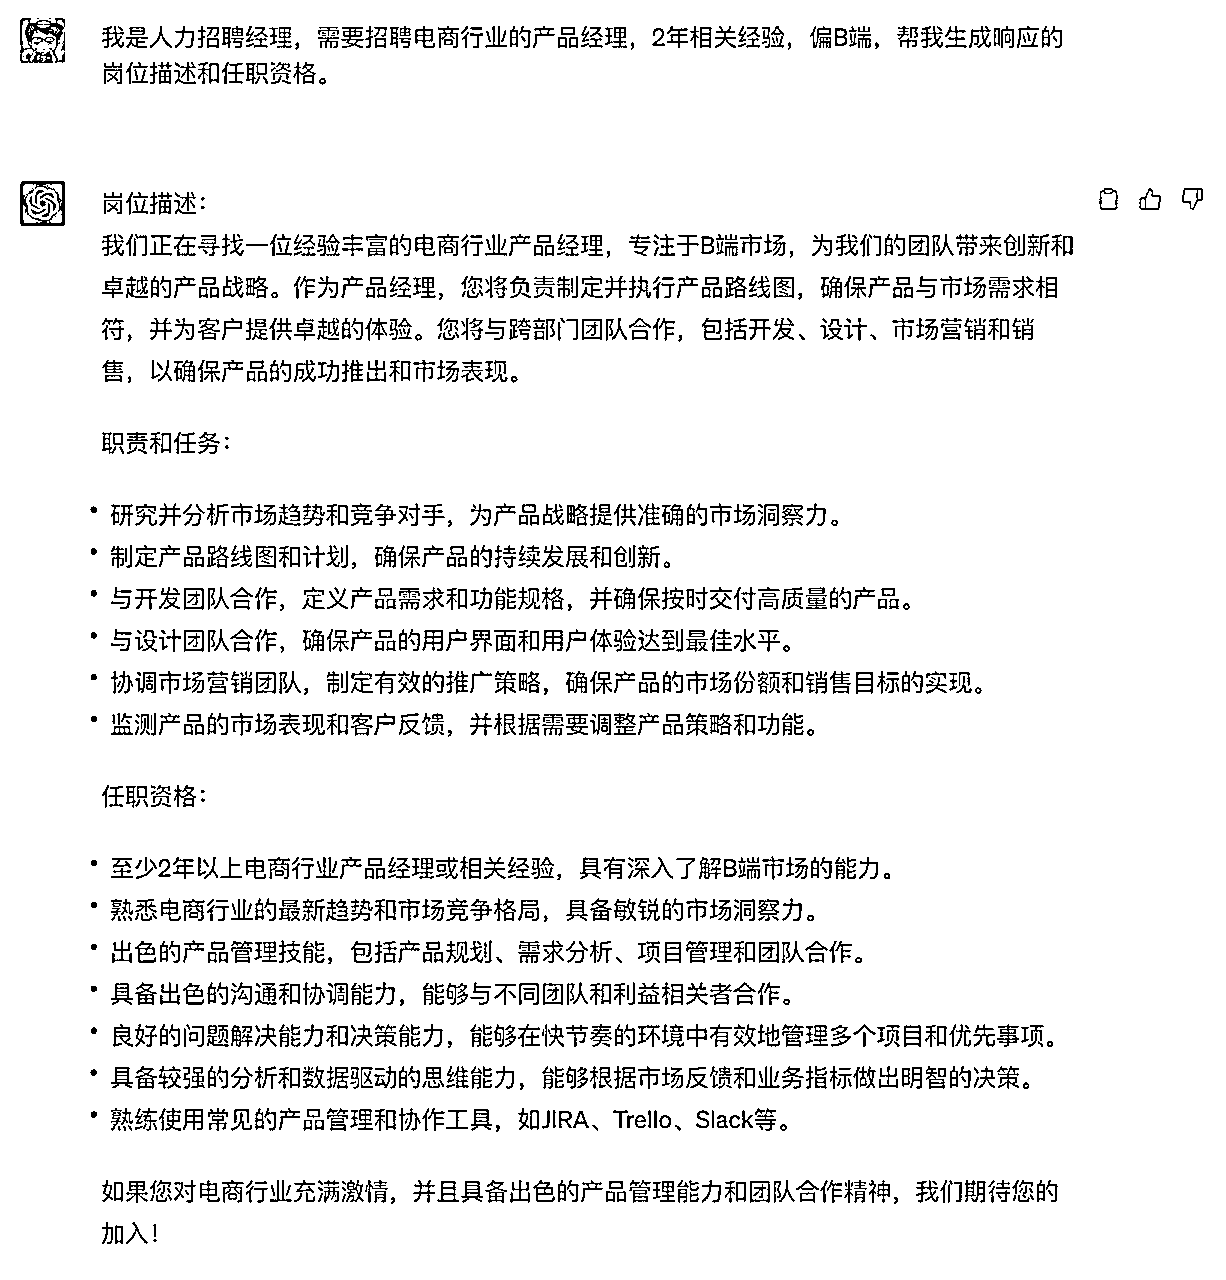 我是人力招聘经理，需要招聘电商行业的产品经理，2年相关经验，偏B端，帮我生成响应的
岗位描述和任职资格。
岗位描述：
我们正在寻找一位经验丰富的电商行业产品经理，专注于B端市场，为我们的团队带来创新和
卓越的产品战略。作为产品经理，您将负责制定并执行产品路线图，确保产品与市场需求相
符，并为客户提供卓越的体验。您将与跨部门团队合作，包括开发、设计、市场营销和销
售，以确保产品的成功推出和市场表现。
职责和任务：
• 研究并分析市场趋势和竞争对手，为产品战略提供准确的市场洞察力。
• 制定产品路线图和计划，确保产品的持续发展和创新。
• 与开发团队合作，定义产品需求和功能规格，并确保按时交付高质量的产品。
• 与设计团队合作，确保产品的用户界面和用户体验达到最佳水平。
• 协调市场营销团队，制定有效的推广策略，确保产品的市场份额和销售目标的实现。
• 监测产品的市场表现和客户反馈，并根据需要调整产品策略和功能。
任职资格：
• 至少2年以上电商行业产品经理或相关经验，具有深入了解B端市场的能力。
• 熟悉电商行业的最新趋势和市场竞争格局，具备敏锐的市场洞察力。
• 出色的产品管理技能，包括产品规划、需求分析、项目管理和团队合作。
• 具备出色的沟通和协调能力，能够与不同团队和利益相关者合作。
• 良好的问题解决能力和决策能力，能够在快节奏的环境中有效地管理多个项目和优先事项。
• 具备较强的分析和数据驱动的思维能力，能够根据市场反馈和业务指标做出明智的决策。
• 熟练使用常见的产品管理和协作工具，如JIRA、Trello、Slack等。
如果您对电商行业充满激情，并且具备出色的产品管理能力和团队合作精神，我们期待您的
加入！